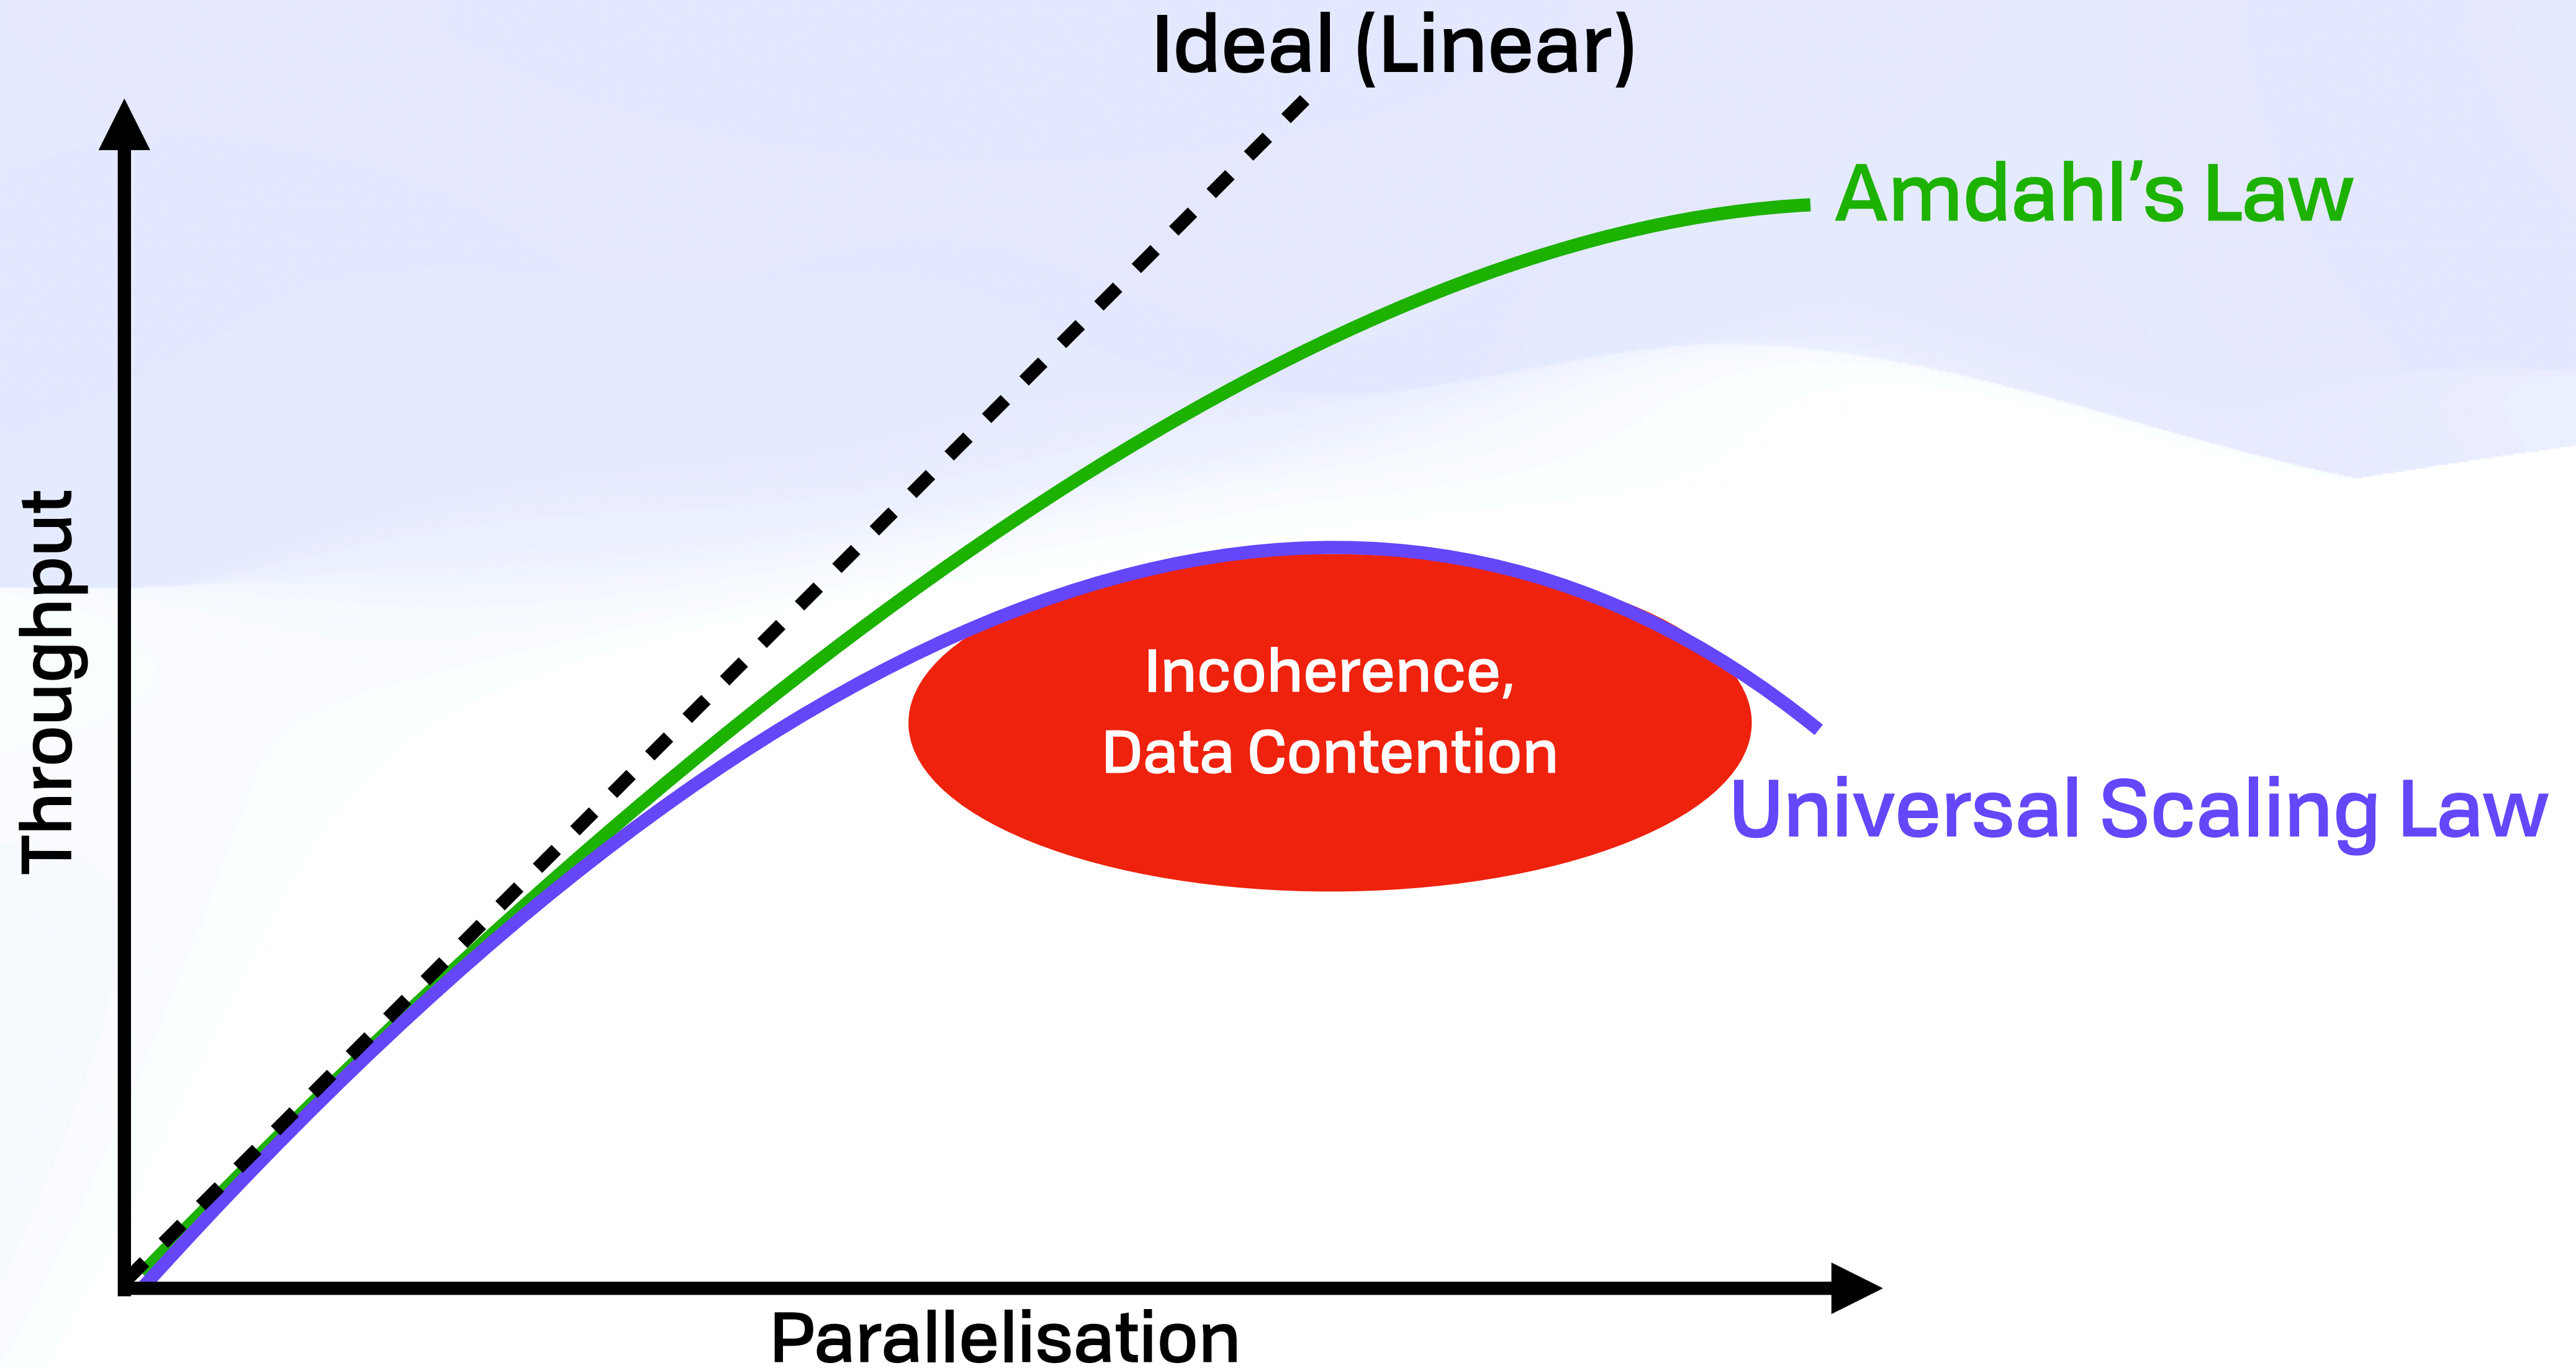 Ideal (Linear)
Amdahl’s Law
Throughput
Incoherence,
Data Contention
Universal Scaling Law
Parallelisation